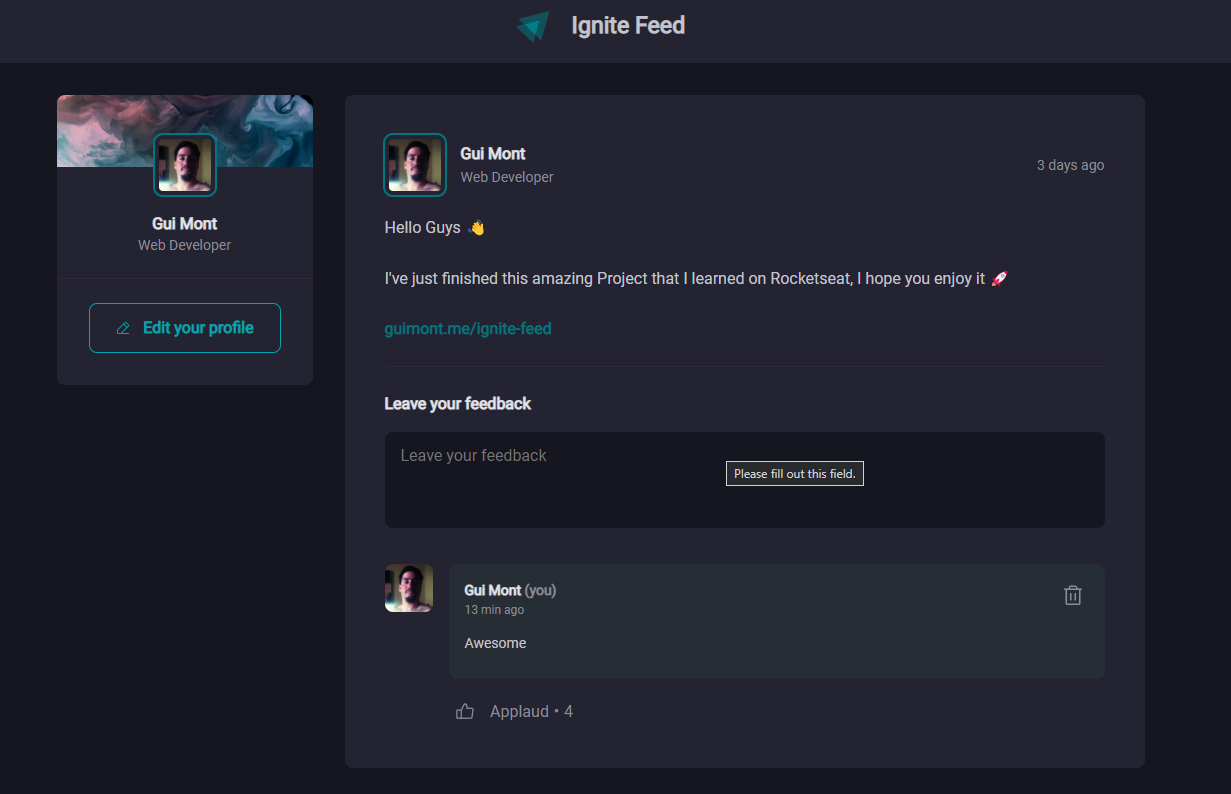 Ignite Feed
Gui Mont
Web Developer
Edit your profile
Gui Mont
Web Developer
3 days ago
Hello Guys 👋
I've just finished this amazing Project that I learned on Rocketseat, I hope you enjoy it 🚀
guimont.me/ignite-feed
Leave your feedback
Leave your feedback
Please fill out this field.
Gui Mont (you)
13 min ago
Awesome
Applaud • 4